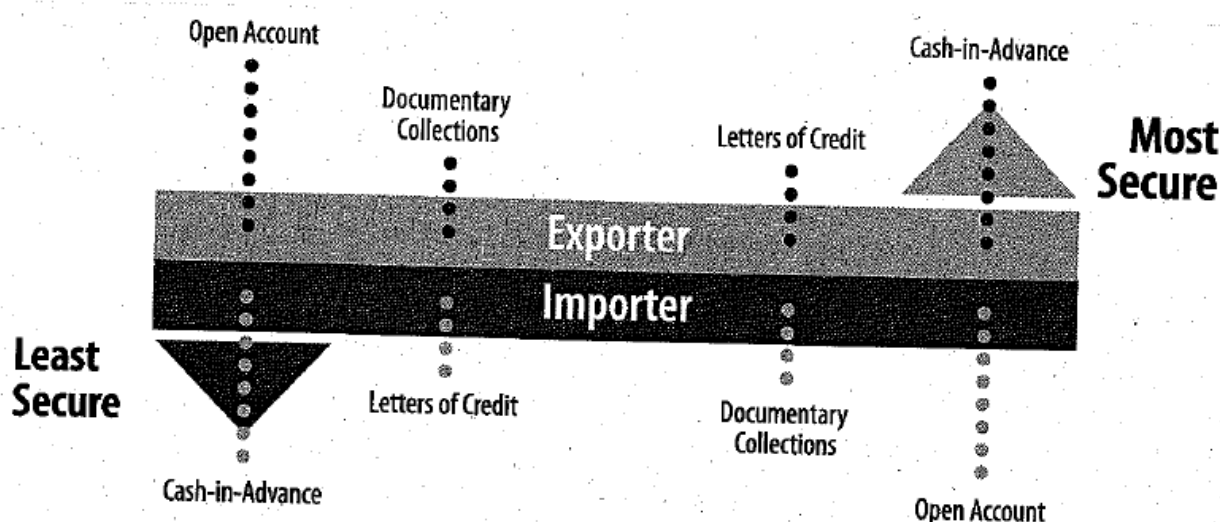 Open Account
Cash-in-Advance
Documentary
Collections
Letters of Credit
Most
Secure
Exporter
Importer
Least
Secure
Letters of Credit
Documentary
Collections
Cash-in-Advance
Open Account